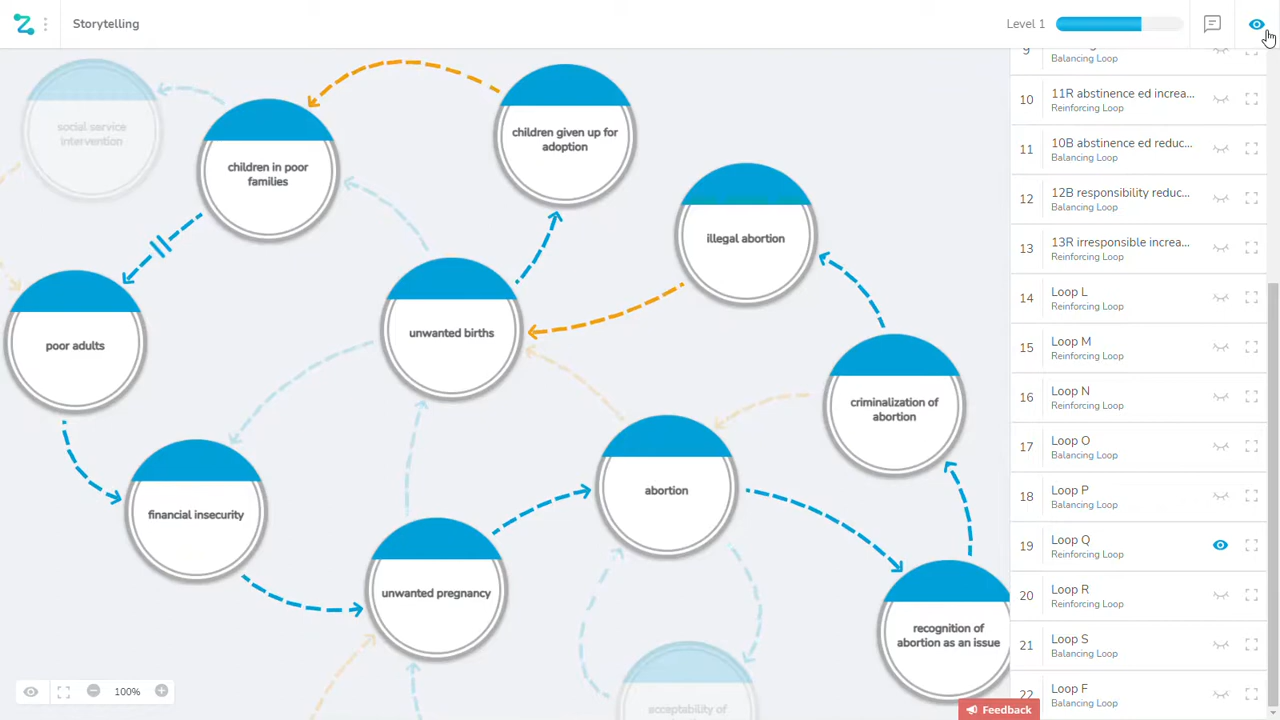 Storytelling
Level 1
social service
intervention
children in poor
families
children given up for
adoption
illegal abortion
poor adults
unwanted births
criminalization of
abortion
financial insecurity
abortion
unwanted pregnancy
recognition of
abortion as an issue
acceptability of
100%
Feedback
9
Balancing Loop
10
11R abstinence ed increa...
Reinforcing Loop
11
10B abstinence ed reduc...
Balancing Loop
12
12B responsibility reduc...
Balancing Loop
13
13R irresponsible increa...
Reinforcing Loop
14
Loop L
Reinforcing Loop
15
Loop M
Reinforcing Loop
16
Loop N
Reinforcing Loop
17
Loop O
Balancing Loop
18
Loop P
Balancing Loop
19
Loop Q
Reinforcing Loop
20
Loop R
Reinforcing Loop
21
Loop S
Balancing Loop
22
Loop F
Balancing Loop